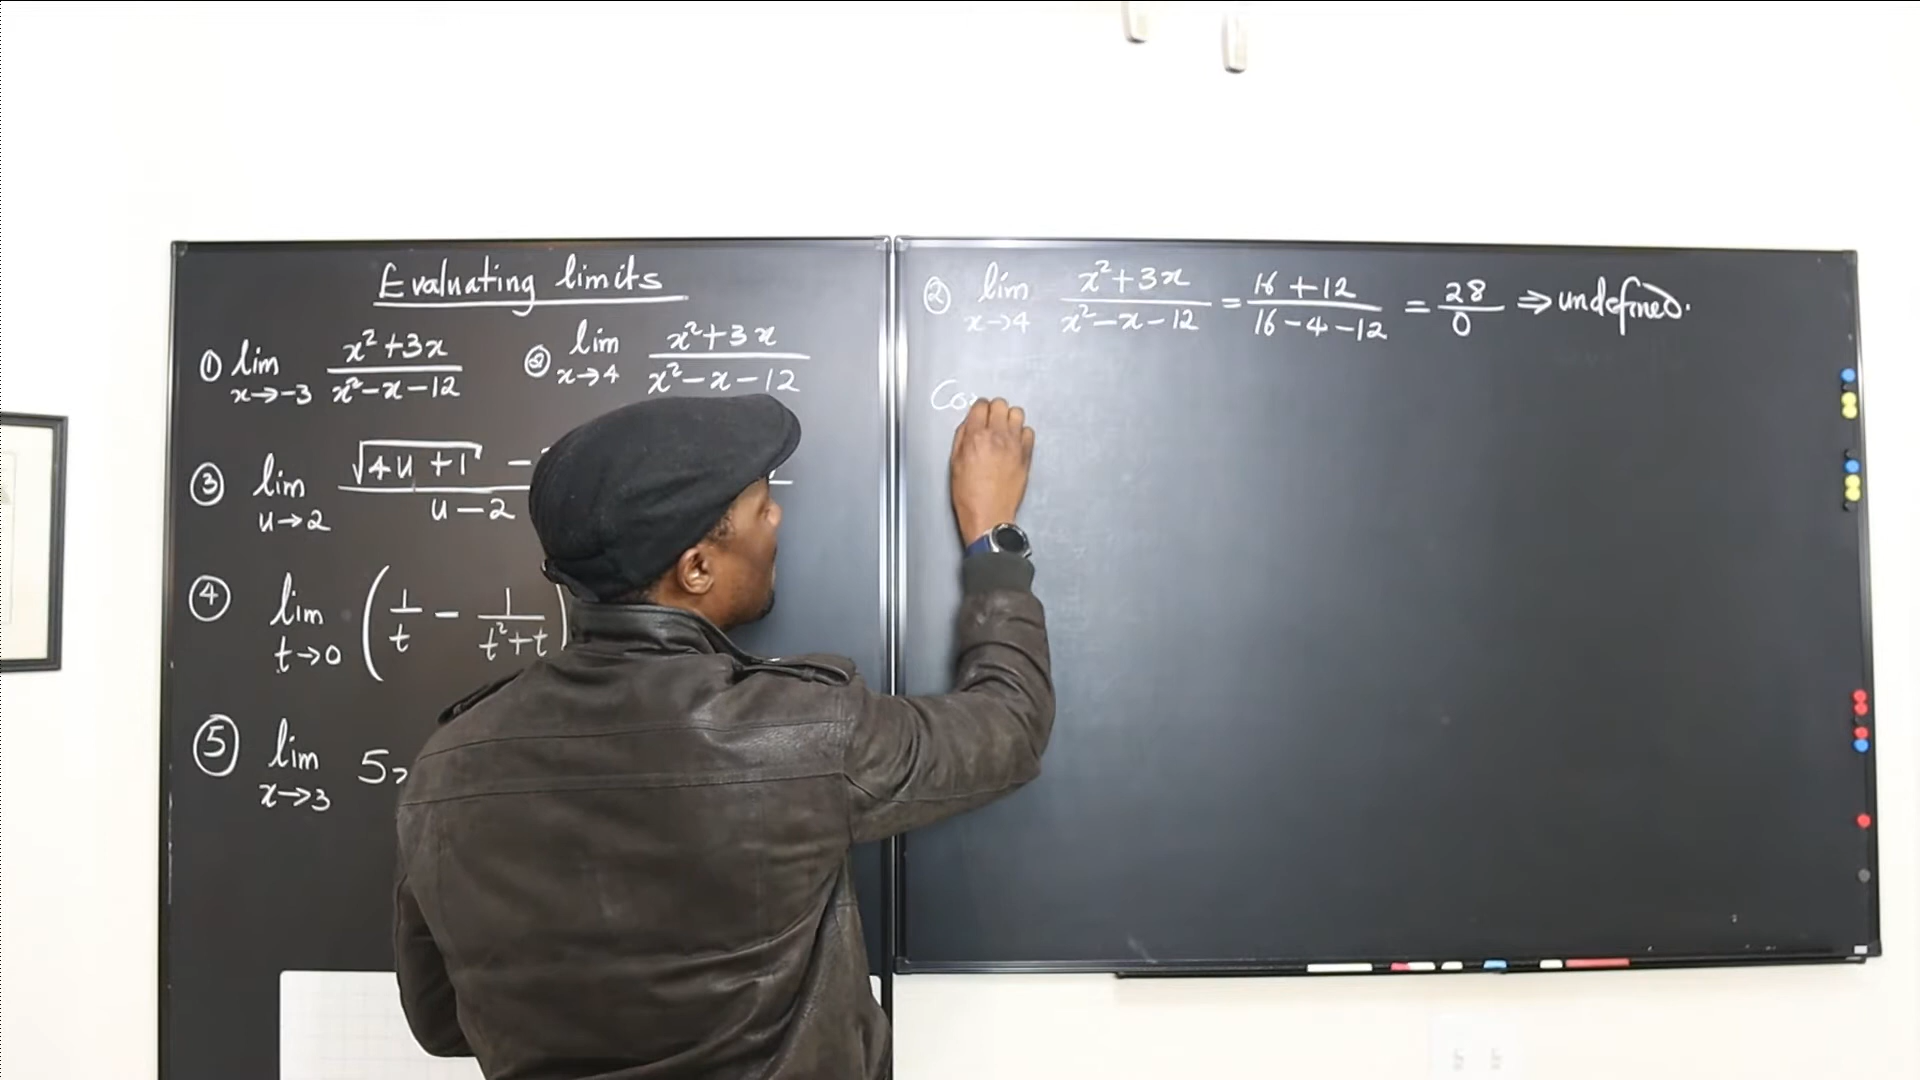 Evaluating limits
① lim x→-3 (x²+3x)/(x²-x-12)
② lim x→4 (x²+3x)/(x²-x-12)
③ lim u→2 (√(4u+1) -)/(u-2)
④ lim t→0 (1/t - 1/(t²+t))
⑤ lim x→3 5
② lim x→4 (x²+3x)/(x²-x-12) = (16+12)/(16-4-12) = 28/0 ⇒ undefined.